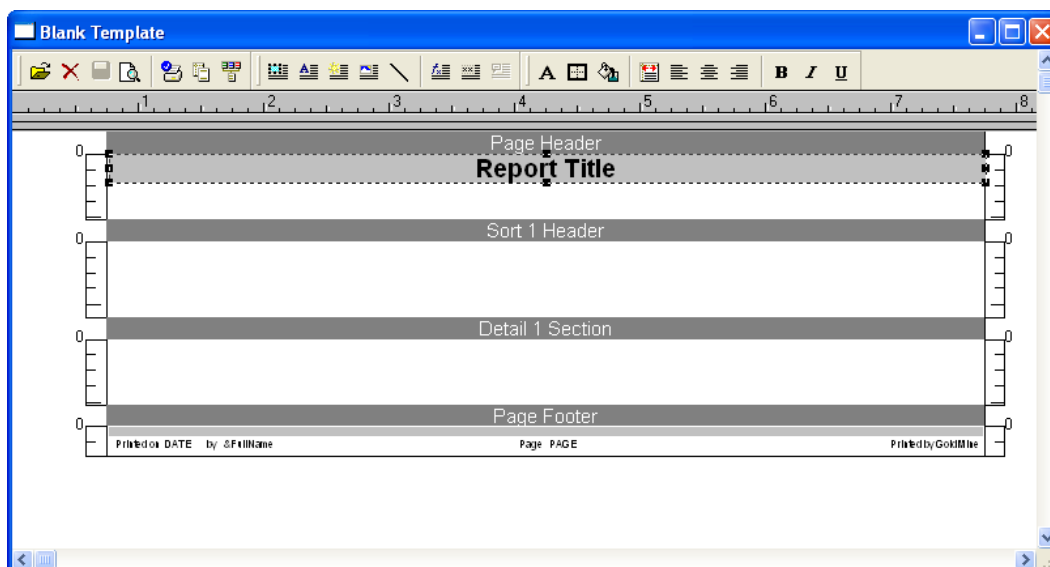 Blank Template
A B I U
1 2 3 4 5 6 7 8
Page Header
0 0
Report Title
Sort 1 Header
0 0
Detail 1 Section
0 0
Page Footer
0 0
Printed on DATE by &FullName Page PAGE Printed by GoldMine